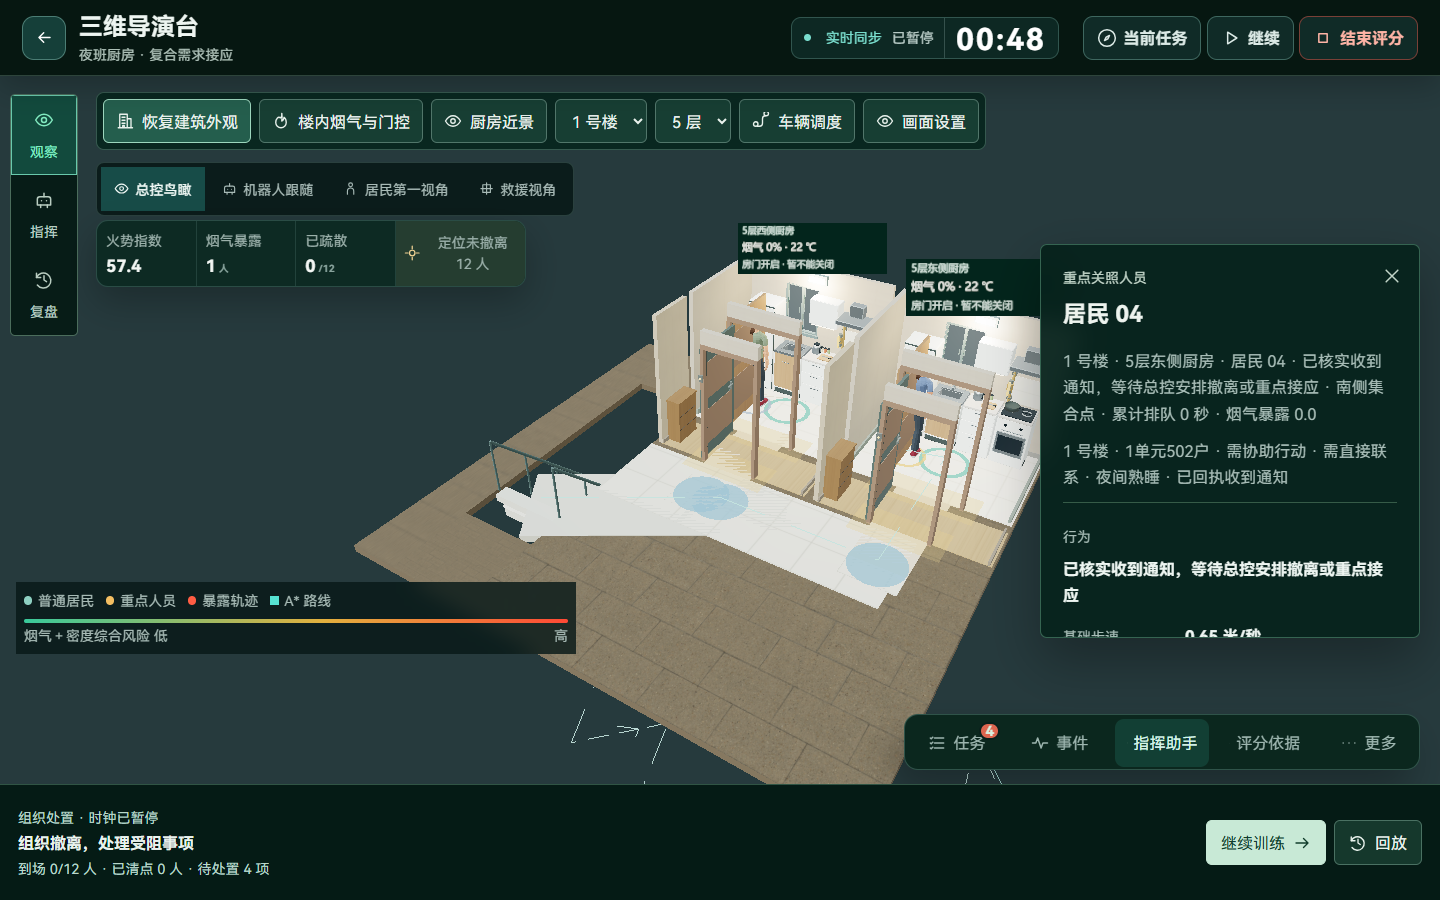 三维导演台
夜班厨房 · 复合需求接应
实时同步 已暂停
00:48
当前任务
继续
结束评分
观察
指挥
复盘
恢复建筑外观
楼内烟气与门控
厨房近景
1 号楼
5 层
车辆调度
画面设置
总控鸟瞰
机器人跟随
居民第一视角
救援视角
火势指数
57.4
烟气暴露
1 人
已疏散
0 /12
定位未撤离
12 人
5层西侧厨房
烟气 0% · 22 ℃
房门开启 · 暂不能关闭
5层东侧厨房
烟气 0% · 22 ℃
房门开启 · 暂不能关闭
重点关照人员
居民 04
1 号楼 · 5层东侧厨房 · 居民 04 · 已核实收到
通知，等待总控安排撤离或重点接应 · 南侧集
合点 · 累计排队 0 秒 · 烟气暴露 0.0
1 号楼 · 1单元502户 · 需协助行动 · 需直接联
系 · 夜间熟睡 · 已回执收到通知
行为
已核实收到通知，等待总控安排撤离或重点接
应
基础步速 0.65 米/秒
普通居民 重点人员 暴露轨迹 A* 路线
烟气 + 密度综合风险 低 高
任务 4
事件
指挥助手
评分依据
··· 更多
组织处置 · 时钟已暂停
组织撤离，处理受阻事项
到场 0/12 人 · 已清点 0 人 · 待处置 4 项
继续训练
回放